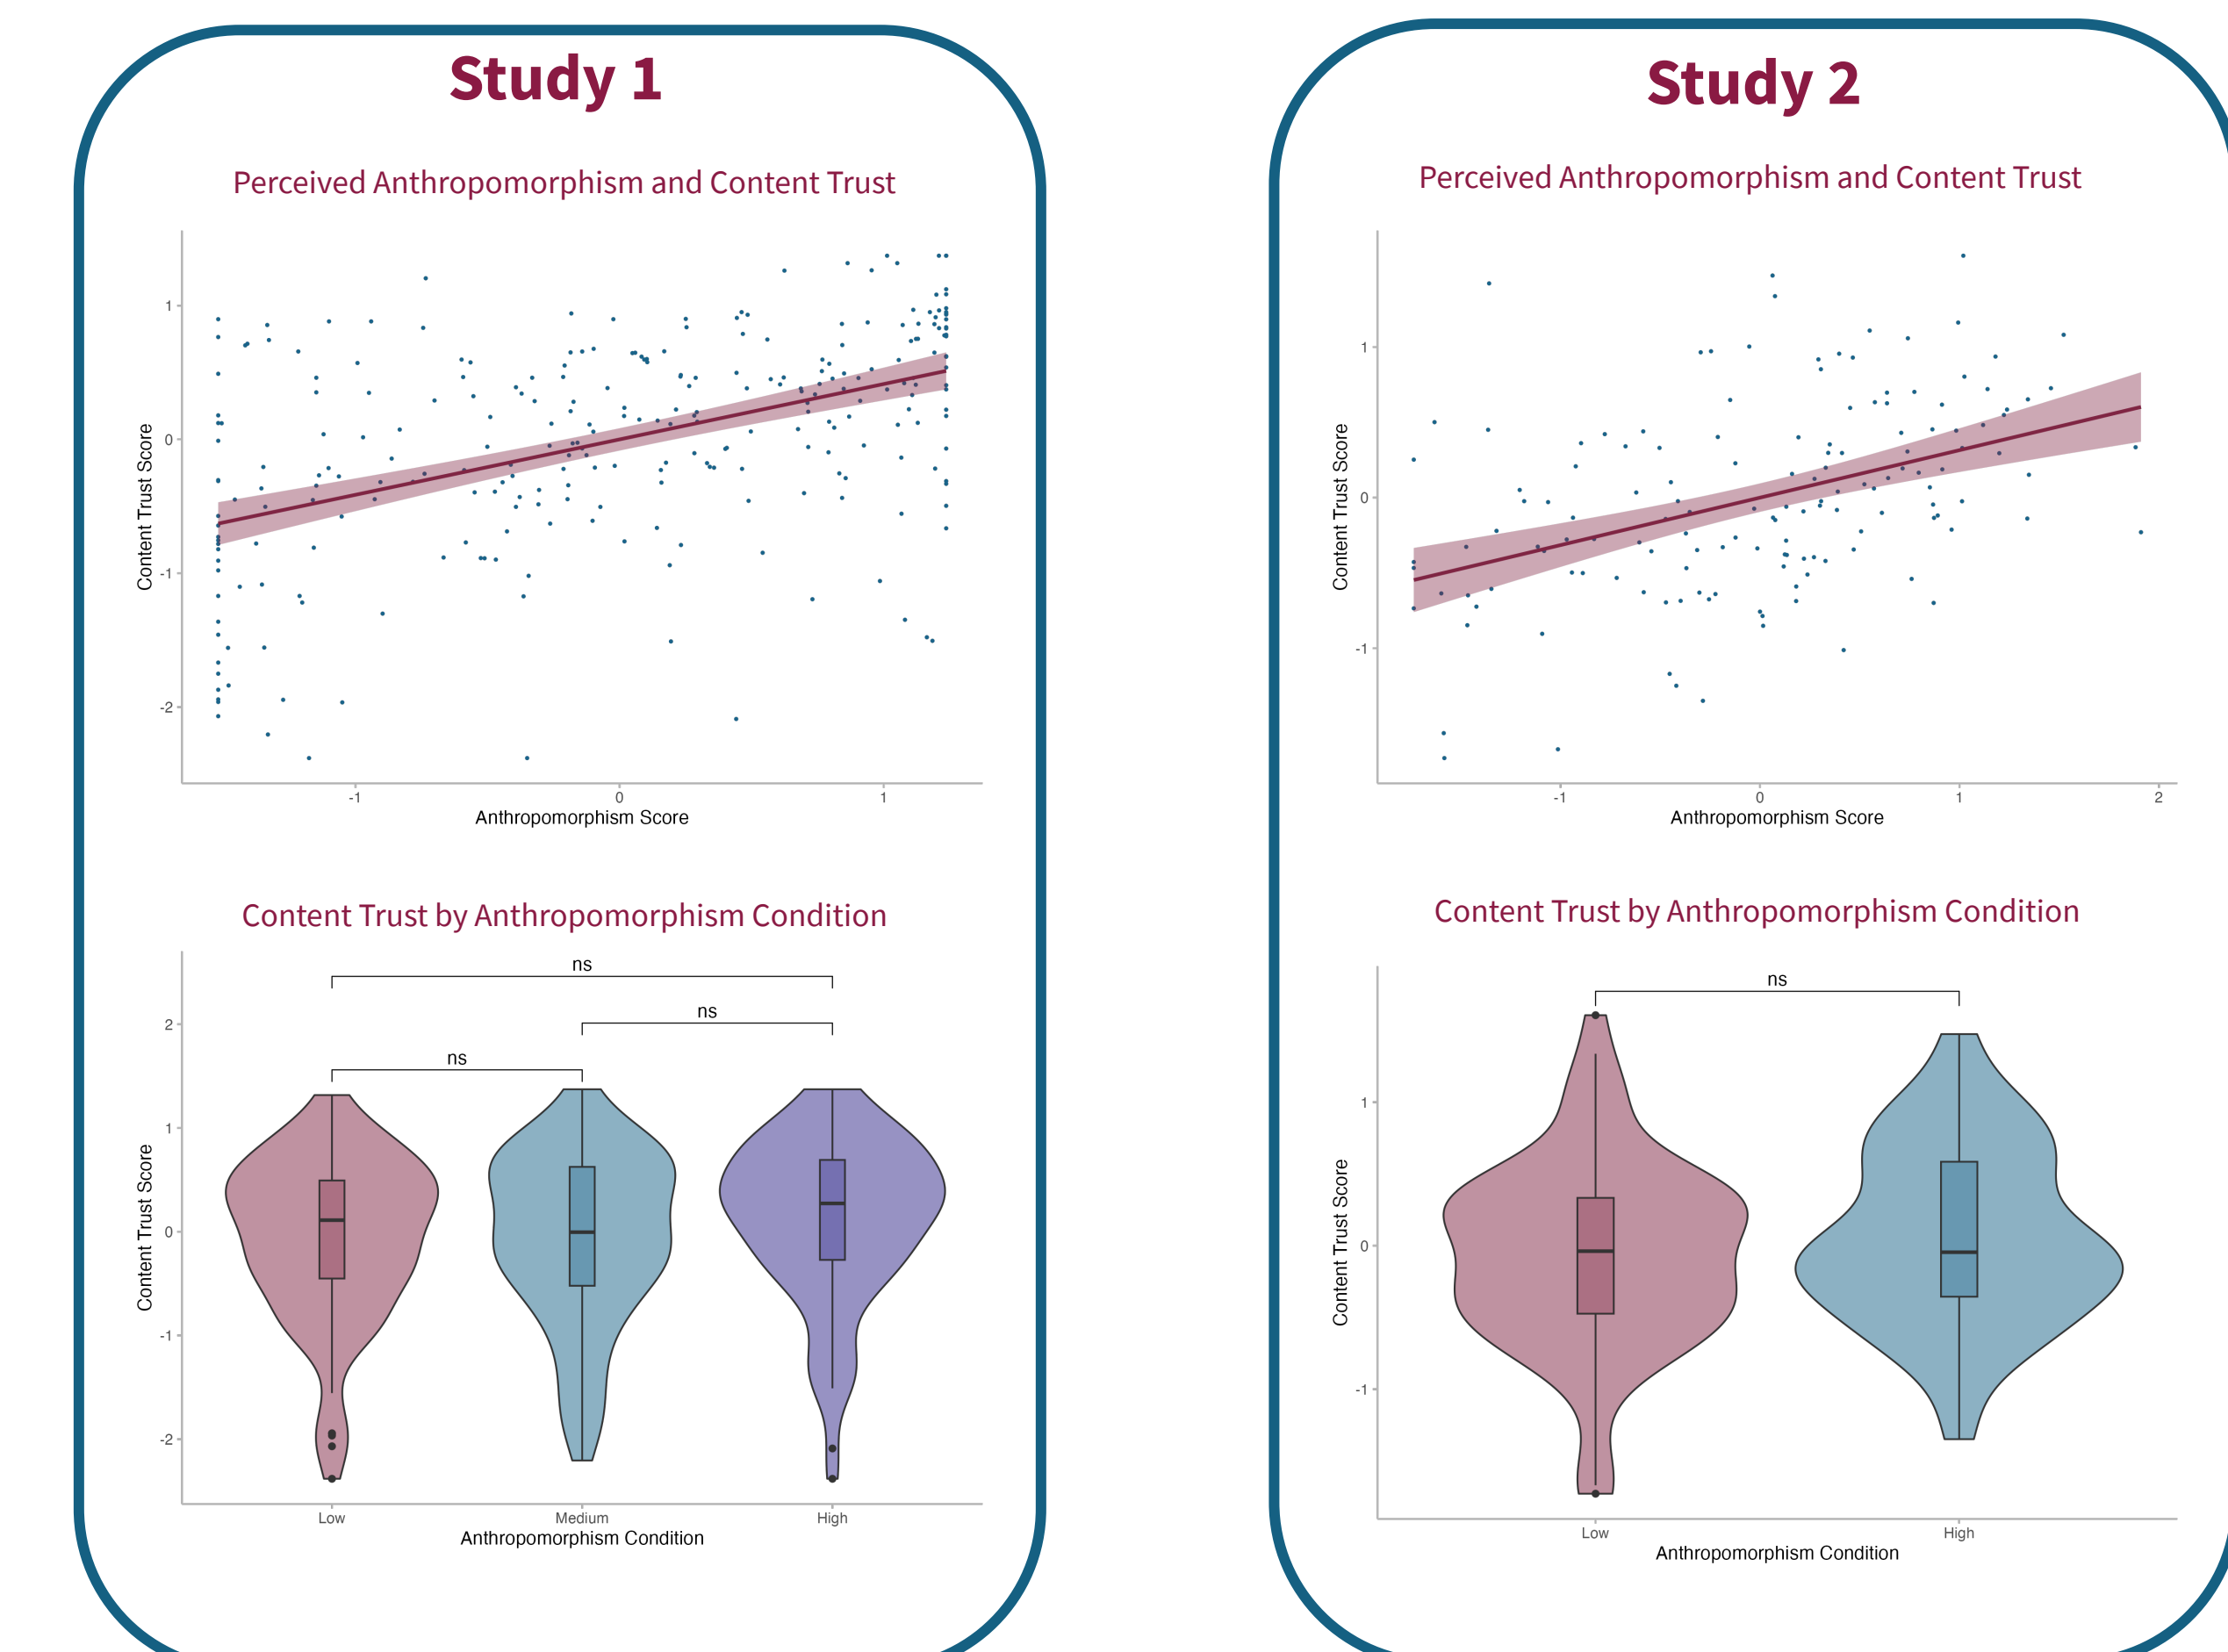 Study 1
Perceived Anthropomorphism and Content Trust
Content Trust Score
1
0
-1
-2
-1 0 1
Anthropomorphism Score
Content Trust by Anthropomorphism Condition
Content Trust Score
2
1
0
-1
-2
ns
ns
ns
Low Medium High
Anthropomorphism Condition
Study 2
Perceived Anthropomorphism and Content Trust
Content Trust Score
1
0
-1
-1 0 1 2
Anthropomorphism Score
Content Trust by Anthropomorphism Condition
Content Trust Score
1
0
-1
ns
Low High
Anthropomorphism Condition